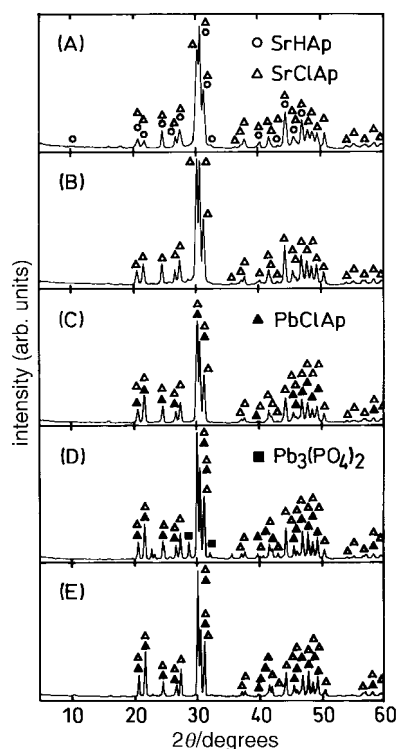 (A)
○ SrHAp
△ SrClAp
(B)
(C)
▲ PbClAp
(D)
■ Pb3(PO4)2
(E)
intensity (arb. units)
10 20 30 40 50 60
2θ/degrees